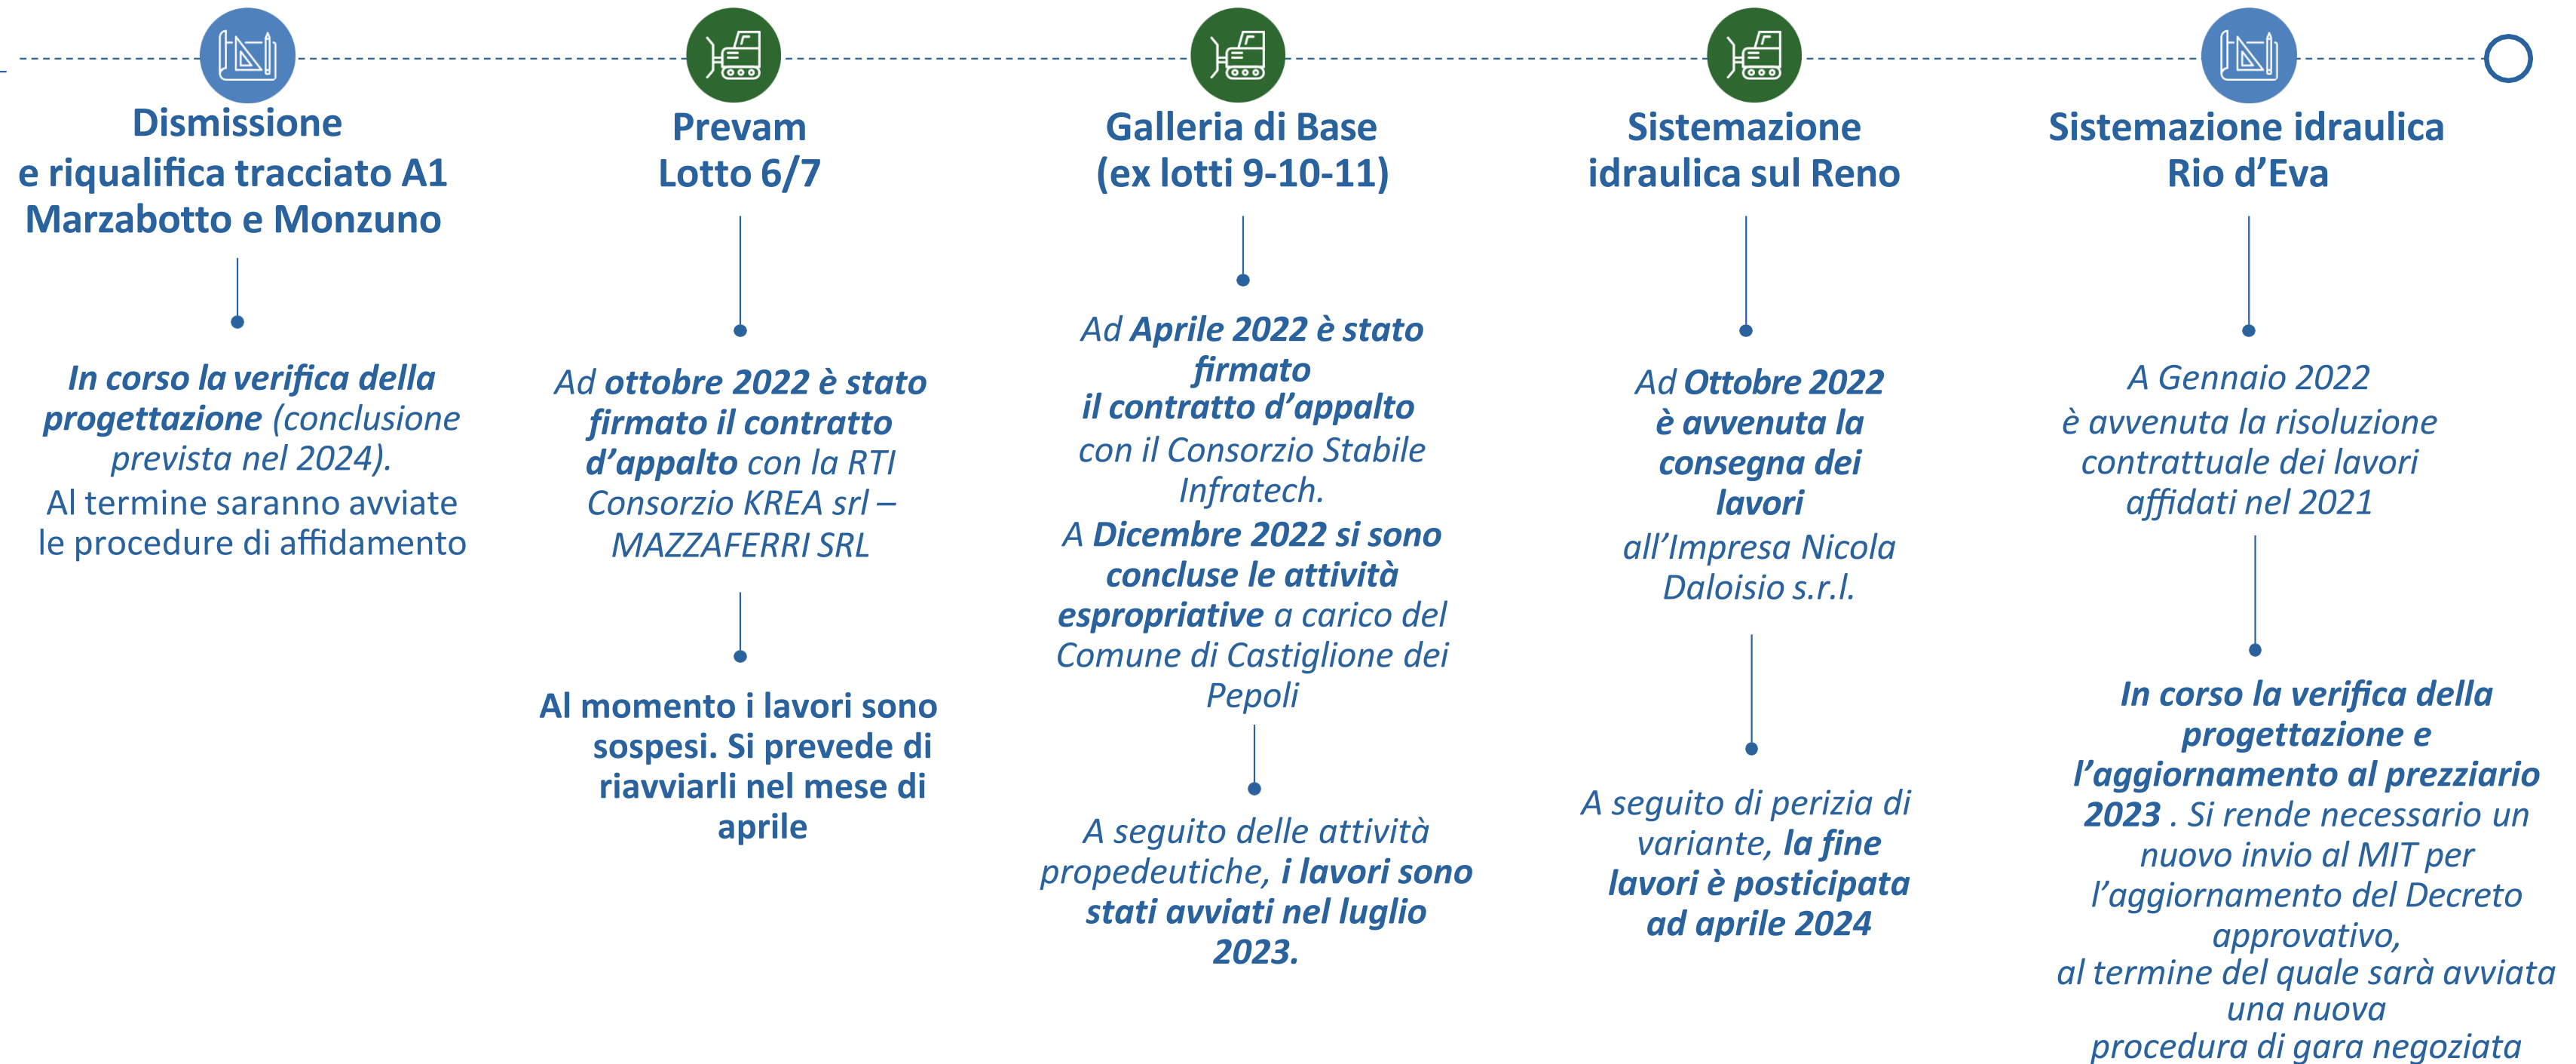 Dismissione
e riqualifica tracciato A1
Marzabotto e Monzuno
In corso la verifica della
progettazione (conclusione
prevista nel 2024).
Al termine saranno avviate
le procedure di affidamento
Prevam
Lotto 6/7
Ad ottobre 2022 è stato
firmato il contratto
d’appalto con la RTI
Consorzio KREA srl –
MAZZAFERRI SRL
Al momento i lavori sono
sospesi. Si prevede di
riavviarli nel mese di
aprile
Galleria di Base
(ex lotti 9-10-11)
Ad Aprile 2022 è stato
firmato
il contratto d’appalto
con il Consorzio Stabile
Infratech.
A Dicembre 2022 si sono
concluse le attività
espropriative a carico del
Comune di Castiglione dei
Pepoli
A seguito delle attività
propedeutiche, i lavori sono
stati avviati nel luglio
2023.
Sistemazione
idraulica sul Reno
Ad Ottobre 2022
è avvenuta la
consegna dei
lavori
all’Impresa Nicola
Daloisio s.r.l.
A seguito di perizia di
variante, la fine
lavori è posticipata
ad aprile 2024
Sistemazione idraulica
Rio d’Eva
A Gennaio 2022
è avvenuta la risoluzione
contrattuale dei lavori
affidati nel 2021
In corso la verifica della
progettazione e
l’aggiornamento al prezziario
2023 . Si rende necessario un
nuovo invio al MIT per
l’aggiornamento del Decreto
approvativo,
al termine del quale sarà avviata
una nuova
procedura di gara negoziata